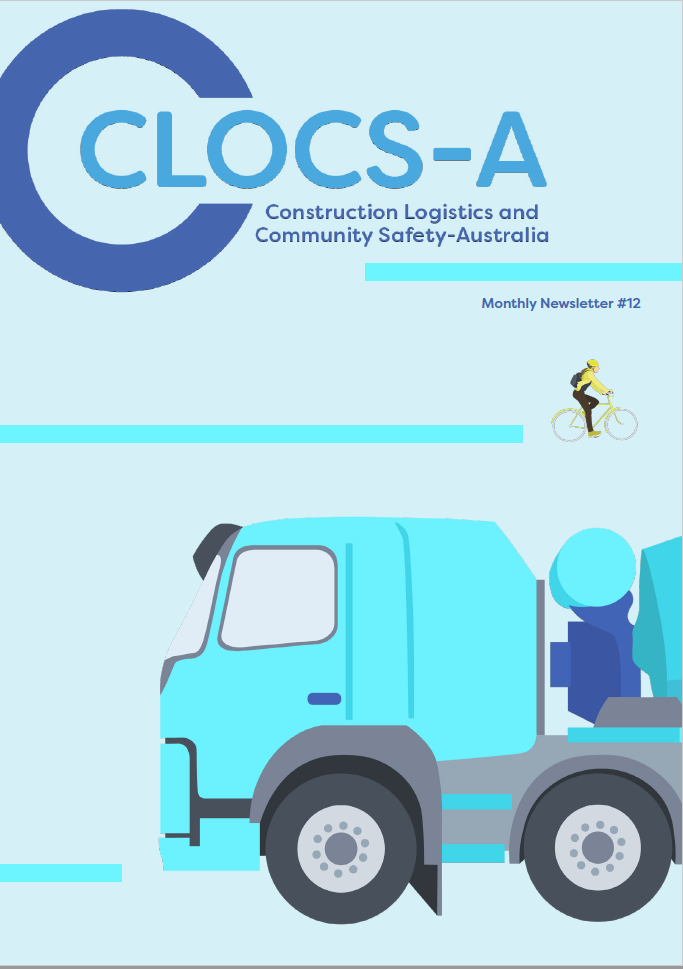 CLOCS-A
Construction Logistics and
Community Safety-Australia
Monthly Newsletter #12